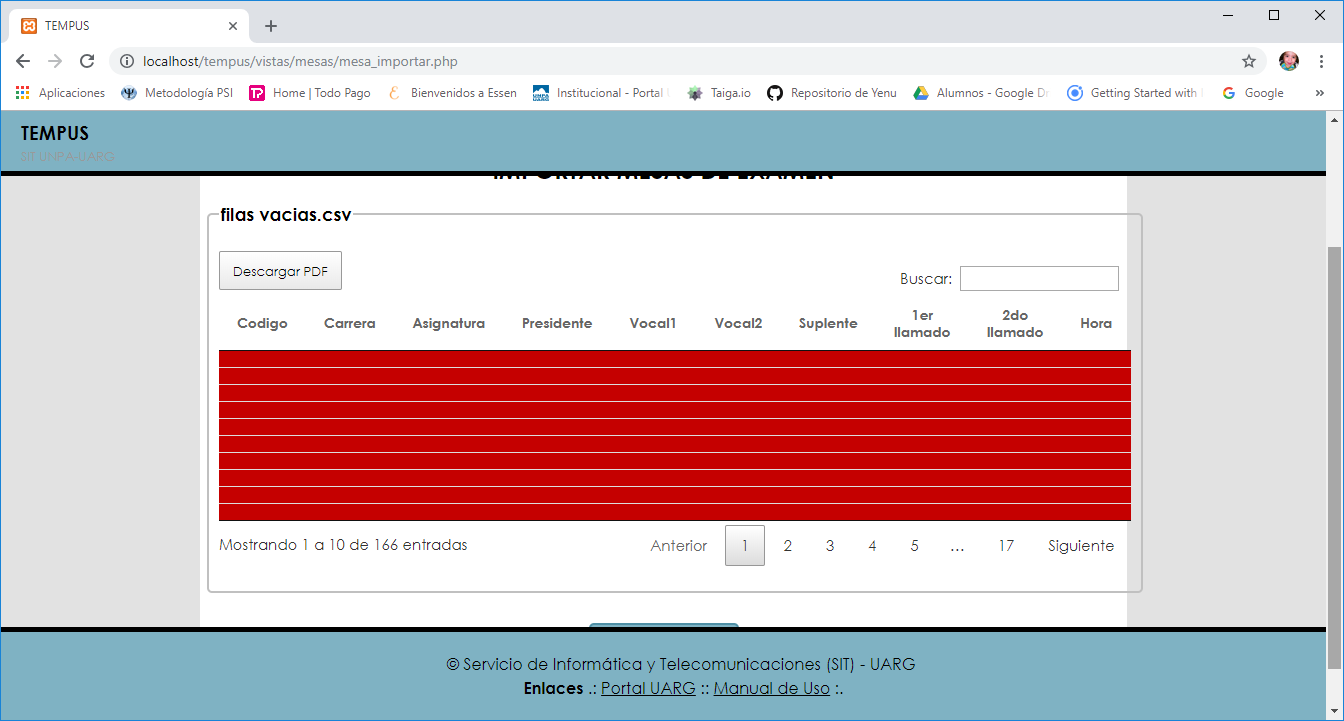 TEMPUS
localhost/tempus/vistas/mesas/mesa_importar.php
Aplicaciones Metodología PSI Home | Todo Pago Bienvenidos a Essen Institucional - Portal Taiga.io Repositorio de Yenu Alumnos - Google Dr Getting Started with Google »
TEMPUS
SIT UNPA-UARG
IMPORTAR MESAS DE EXAMEN
filas vacias.csv
Descargar PDF
Buscar:
Codigo Carrera Asignatura Presidente Vocal1 Vocal2 Suplente 1er llamado 2do llamado Hora
Mostrando 1 a 10 de 166 entradas
Anterior 1 2 3 4 5 … 17 Siguiente
© Servicio de Informática y Telecomunicaciones (SIT) - UARG
Enlaces .: Portal UARG :: Manual de Uso :.